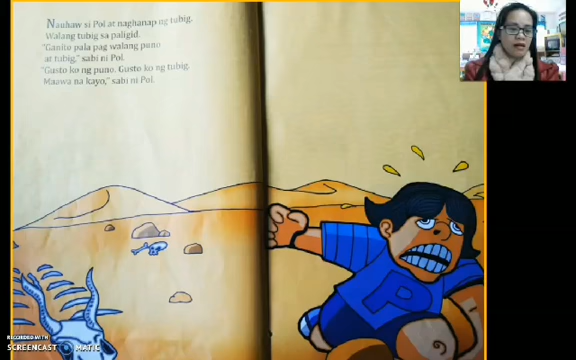 Nauhaw si Pol at naghanap ng tubig.
Walang tubig sa paligid.
"Ganito pala pag walang puno
at tubig," sabi ni Pol.
"Gusto ko ng puno. Gusto ko ng tubig.
Maawa na kayo," sabi ni Pol.
P
RECORDED WITH
SCREENCAST MATIC